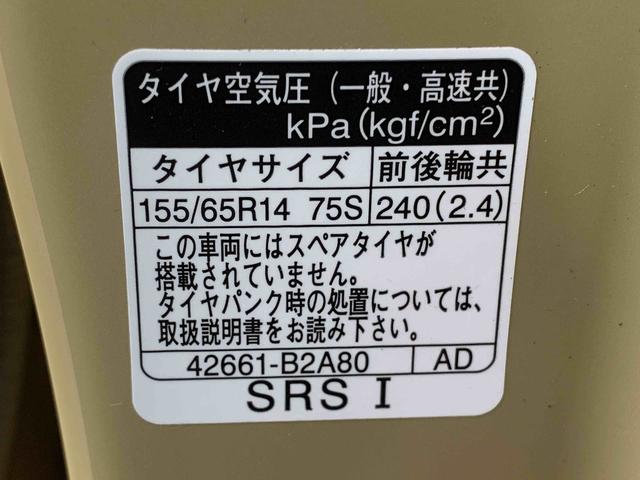 タイヤ空気圧(一般・高速共)
kPa(kgf/cm²)
タイヤサイズ 前後輪共
155/65R14 75S 240(2.4)
この車両にはスペアタイヤが
搭載されていません。
タイヤパンク時の処置については、
取扱説明書をお読み下さい。
42661-B2A80 AD
SRS I